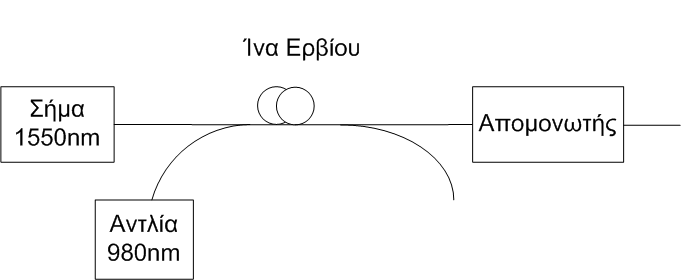 Ίνα Ερβίου
Σήμα
1550nm
Απομονωτής
Αντλία
980nm